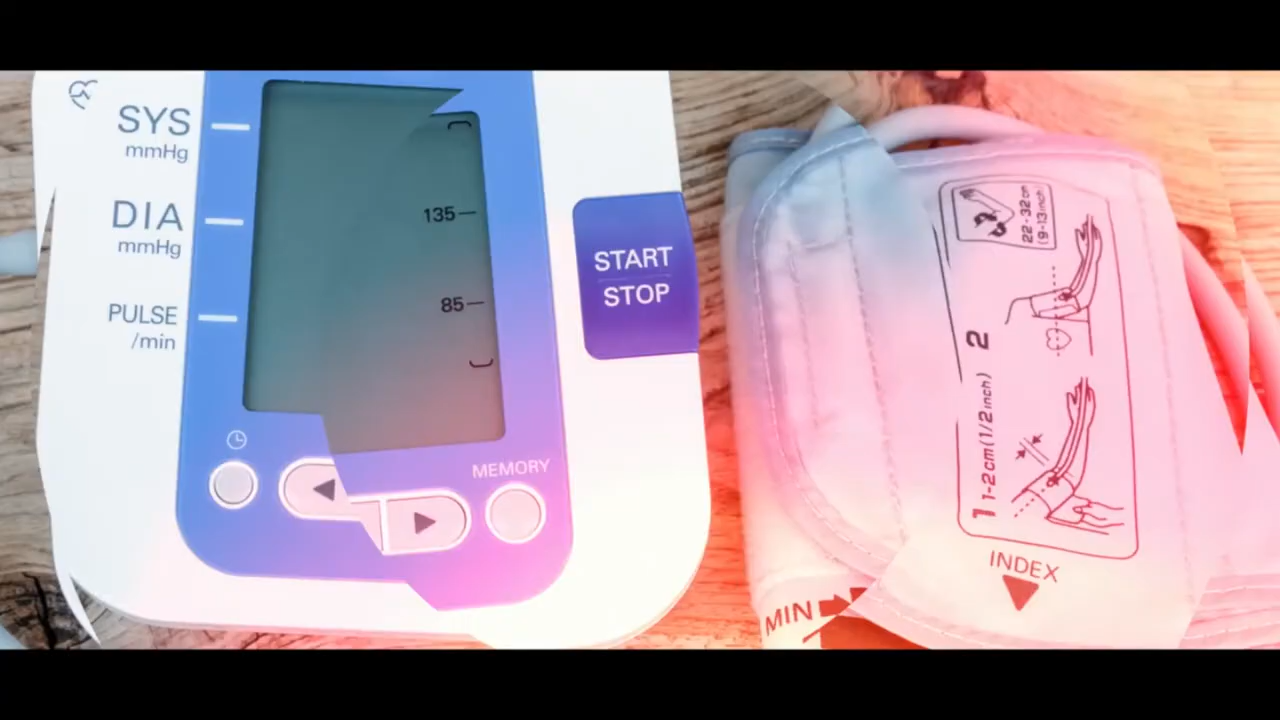 SYS
mmHg
DIA
mmHg
PULSE
/min
135
85
START
STOP
MEMORY
22-32cm
(9-13inch)
2
1 1-2cm(1/2inch)
INDEX
MIN